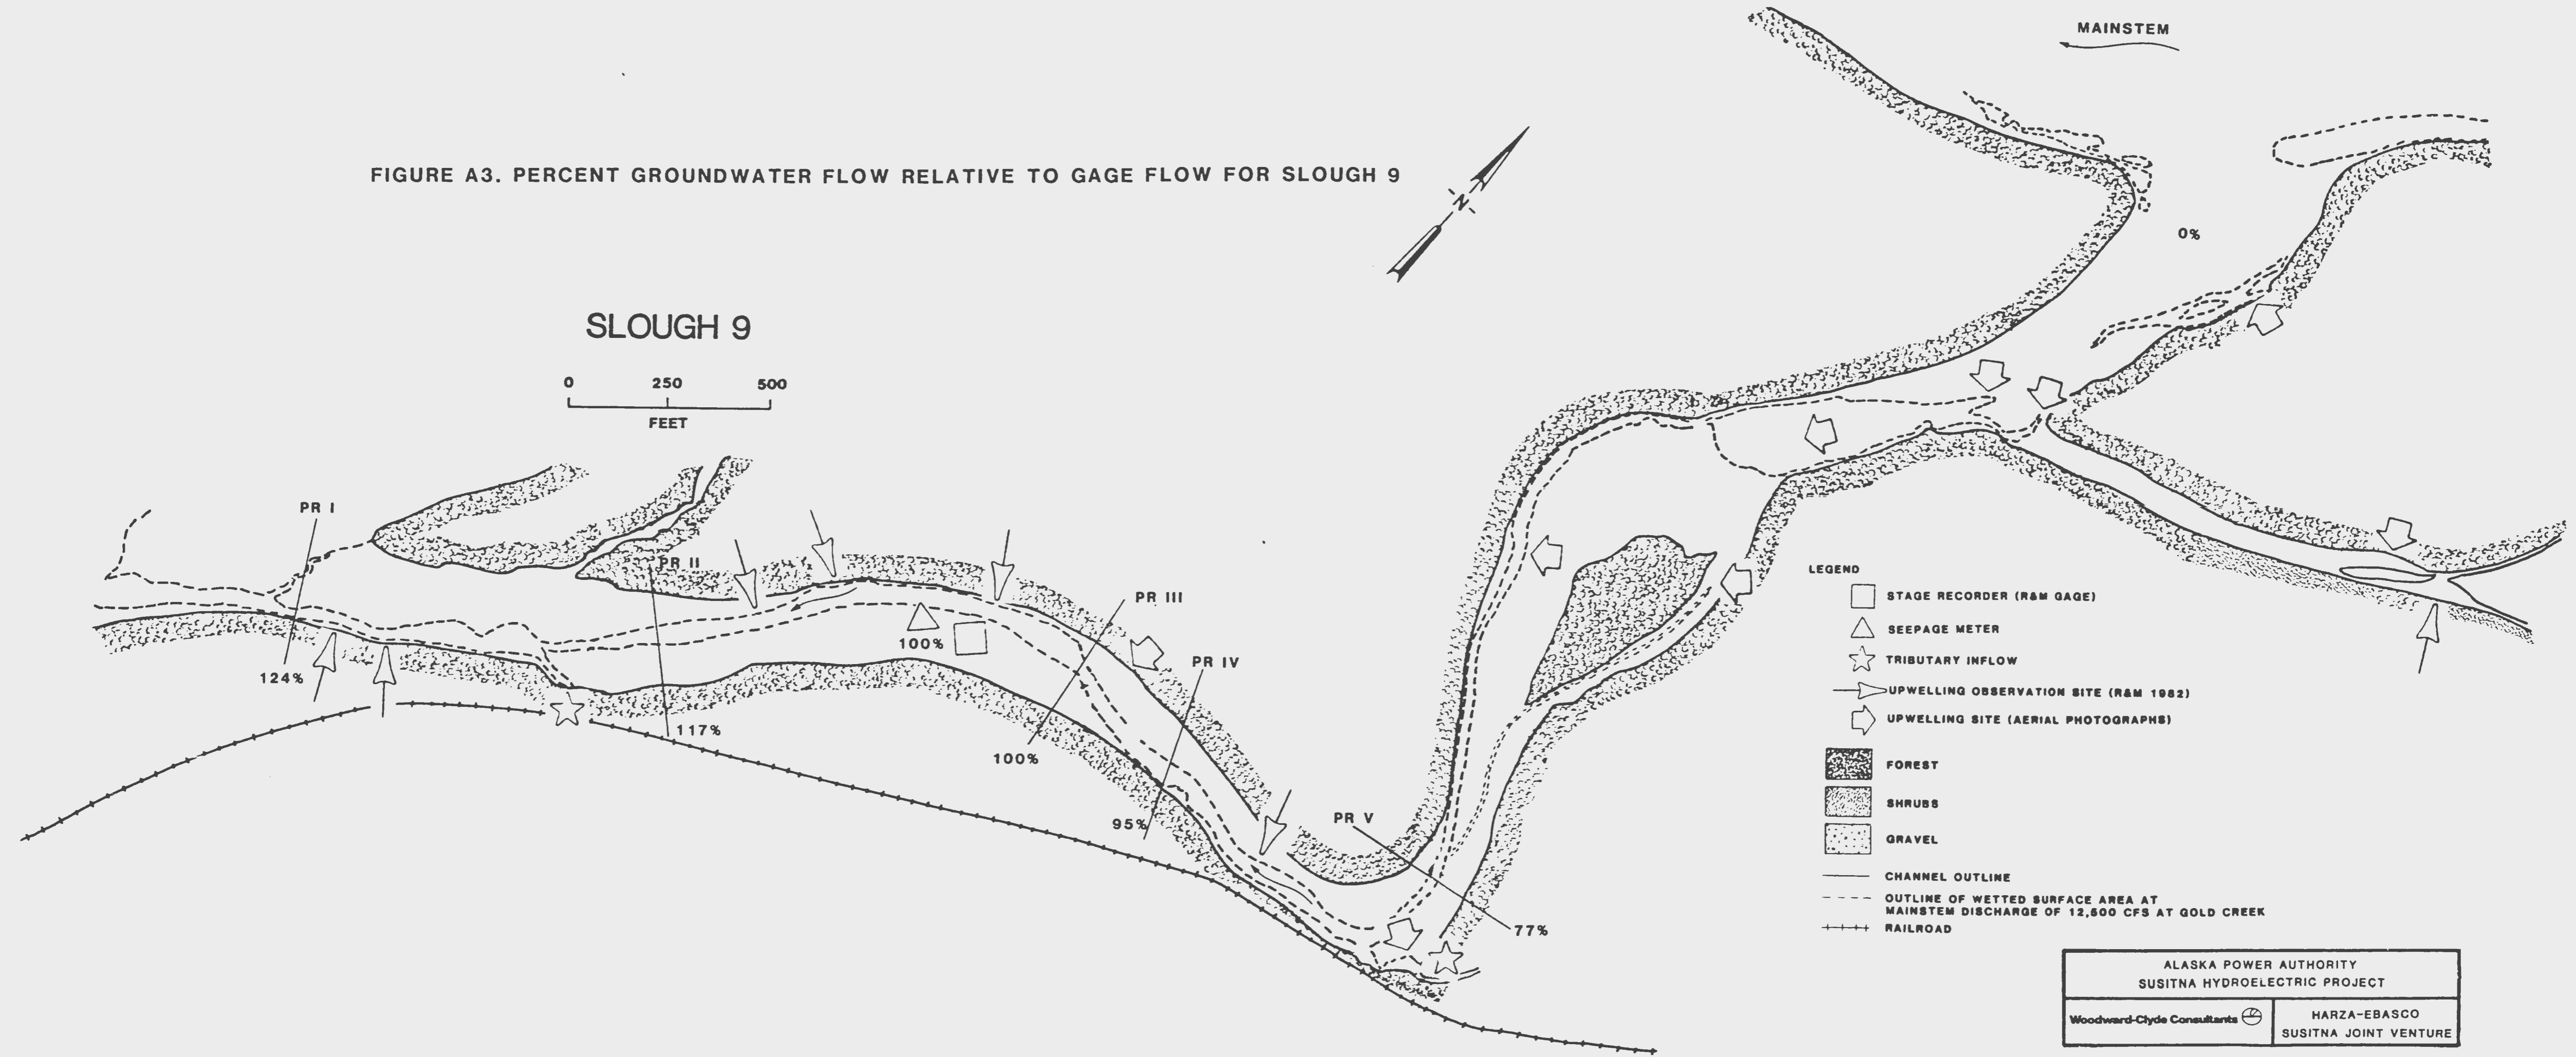 MAINSTEM
FIGURE A3. PERCENT GROUNDWATER FLOW RELATIVE TO GAGE FLOW FOR SLOUGH 9
N
0%
SLOUGH 9
0 250 500
FEET
PR I
PR II
PR III
PR IV
PR V
100%
124%
117%
100%
95%
77%
LEGEND
STAGE RECORDER (R&M GAGE)
SEEPAGE METER
TRIBUTARY INFLOW
UPWELLING OBSERVATION SITE (R&M 1982)
UPWELLING SITE (AERIAL PHOTOGRAPHS)
FOREST
SHRUBS
GRAVEL
CHANNEL OUTLINE
OUTLINE OF WETTED SURFACE AREA AT
MAINSTEM DISCHARGE OF 12,500 CFS AT GOLD CREEK
RAILROAD
ALASKA POWER AUTHORITY
SUSITNA HYDROELECTRIC PROJECT
Woodward-Clyde Consultants
HARZA-EBASCO
SUSITNA JOINT VENTURE